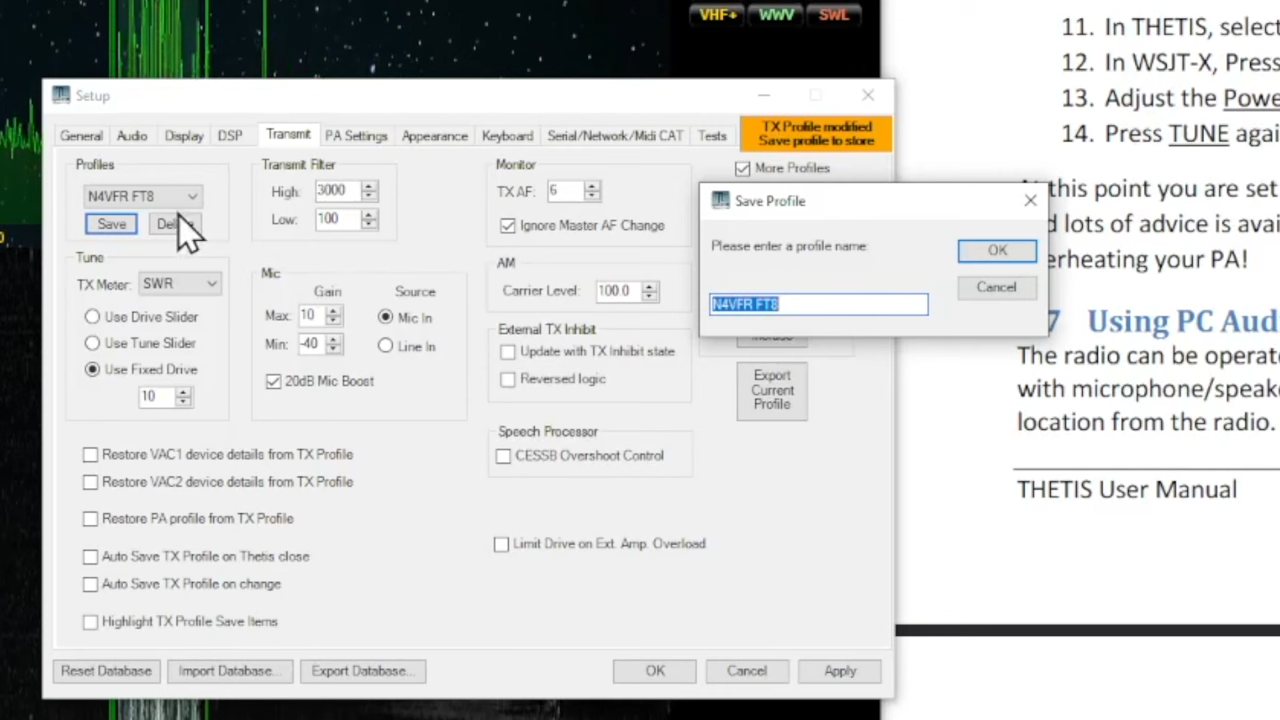 VHF+ WWV SWL
Setup
General Audio Display DSP Transmit PA Settings Appearance Keyboard Serial/Network/Midi CAT Tests
TX Profile modified
Save profile to store
Profiles
N4VFR FT8
Save
Transmit Filter
High: 3000
Low: 100
Monitor
TX AF: 6
Ignore Master AF Change
More Profiles
Tune
TX Meter: SWR
Use Drive Slider
Use Tune Slider
Use Fixed Drive
10
Mic
Gain Source
Max: 10 Mic In
Min: -40 Line In
20dB Mic Boost
AM
Carrier Level: 100.0
External TX Inhibit
Update with TX Inhibit state
Reversed logic
Speech Processor
CESSB Overshoot Control
Export
Current
Profile
Restore VAC1 device details from TX Profile
Restore VAC2 device details from TX Profile
Restore PA profile from TX Profile
Auto Save TX Profile on Thetis close
Auto Save TX Profile on change
Highlight TX Profile Save Items
Limit Drive on Ext. Amp. Overload
Reset Database Import Database... Export Database... OK Cancel Apply
Save Profile
Please enter a profile name:
N4VFR FT8
OK
Cancel
11. In THETIS, select
12. In WSJT-X, Press
13. Adjust the Powe
14. Press TUNE agai
this point you are set
lots of advice is avai
erheating your PA!
7 Using PC Aud
The radio can be operate
with microphone/speake
location from the radio.
THETIS User Manual